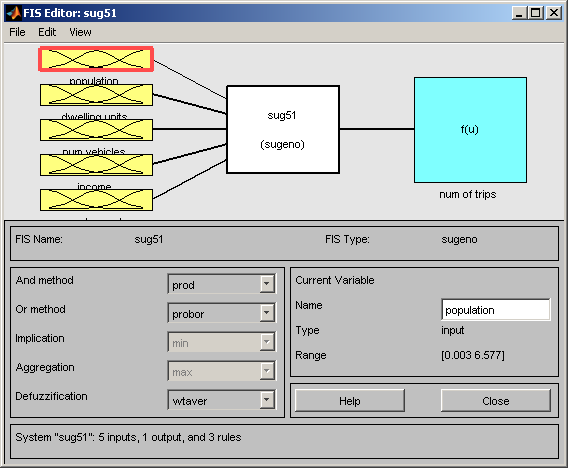 FIS Editor: sug51
File Edit View
population
dwelling units
num vehicles
income
sug51
(sugeno)
f(u)
num of trips
FIS Name: sug51 FIS Type: sugeno
And method prod
Or method probor
Implication min
Aggregation max
Defuzzification wtaver
Current Variable
Name population
Type input
Range [0.003 6.577]
Help Close
System "sug51": 5 inputs, 1 output, and 3 rules